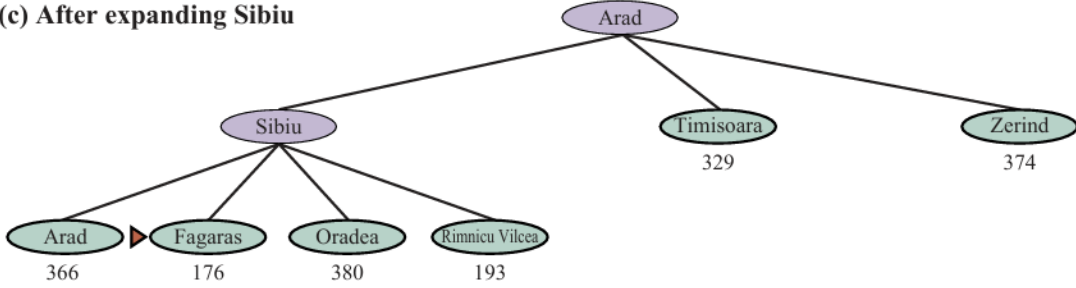 (c) After expanding Sibiu
Arad
Sibiu
Timisoara
Zerind
329
374
Arad
Fagaras
Oradea
Rimnicu Vilcea
366
176
380
193